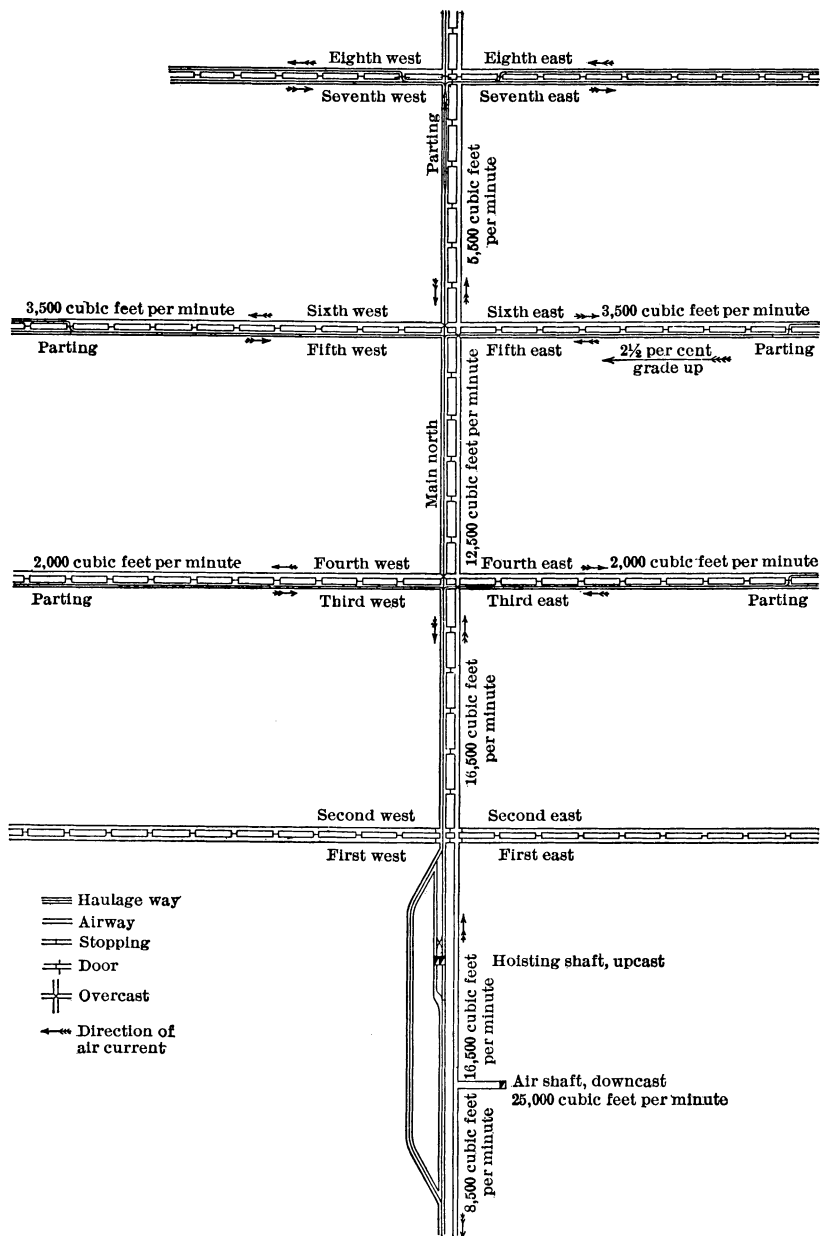 Eighth west
Eighth east
Seventh west
Seventh east
Parting
5,500 cubic feet
per minute
3,500 cubic feet per minute
Sixth west
Sixth east
3,500 cubic feet per minute
Parting
Fifth west
Fifth east
2½ per cent
grade up
Parting
Main north
12,500 cubic feet per minute
2,000 cubic feet per minute
Fourth west
Fourth east
2,000 cubic feet per minute
Parting
Third west
Third east
Parting
16,500 cubic feet
per minute
Second west
Second east
First west
First east
Haulage way
Airway
Stopping
Door
Overcast
Direction of
air current
Hoisting shaft, upcast
16,500 cubic feet
per minute
Air shaft, downcast
25,000 cubic feet per minute
8,500 cubic feet
per minute